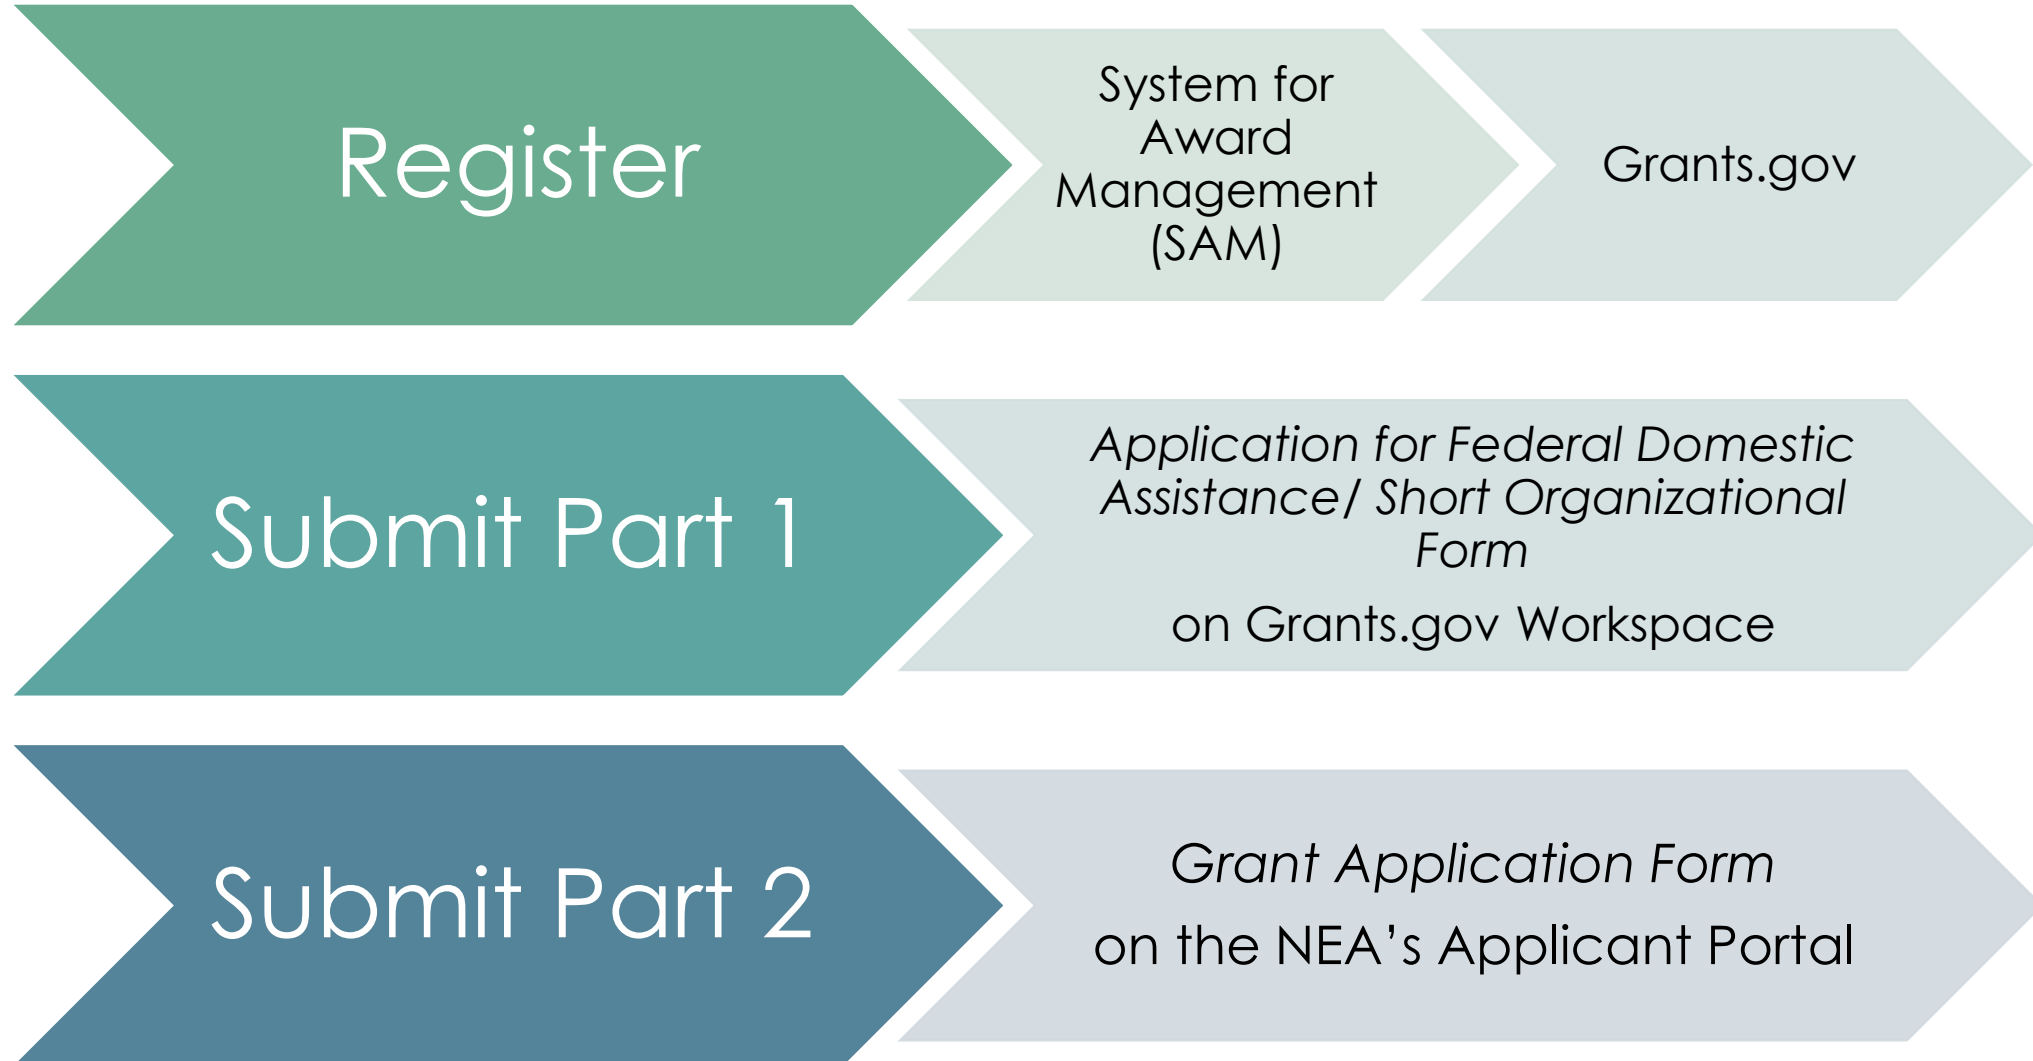 Register
System for
Award
Management
(SAM)
Grants.gov
Submit Part 1
Application for Federal Domestic
Assistance/ Short Organizational
Form
on Grants.gov Workspace
Submit Part 2
Grant Application Form
on the NEA’s Applicant Portal